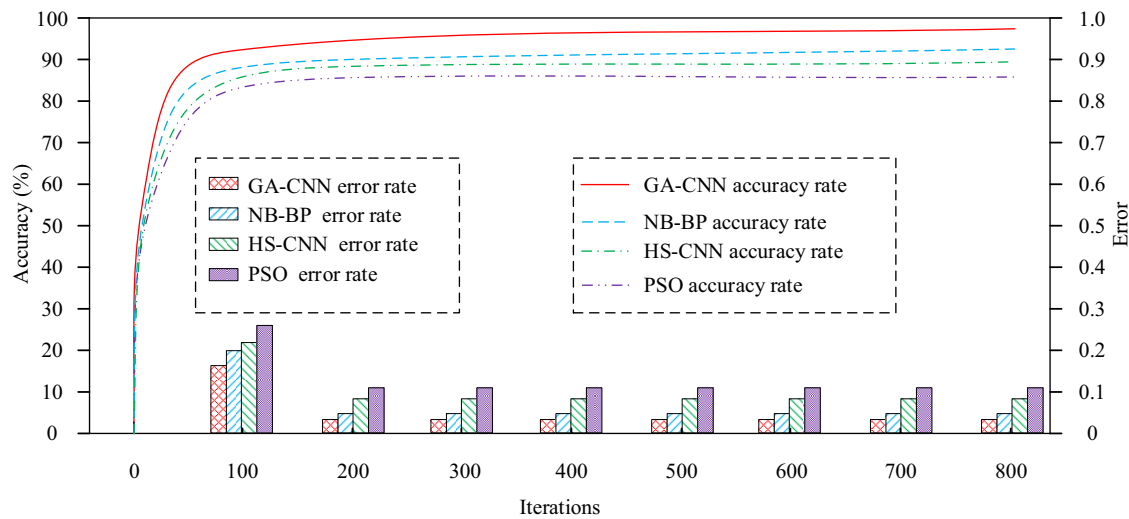 100
90
80
70
60
50
40
30
20
10
0
Accuracy (%)
GA-CNN error rate
NB-BP error rate
HS-CNN error rate
PSO error rate
GA-CNN accuracy rate
NB-BP accuracy rate
HS-CNN accuracy rate
PSO accuracy rate
1.0
0.9
0.8
0.7
0.6
0.5
0.4
0.3
0.2
0.1
0
Error
0 100 200 300 400 500 600 700 800
Iterations